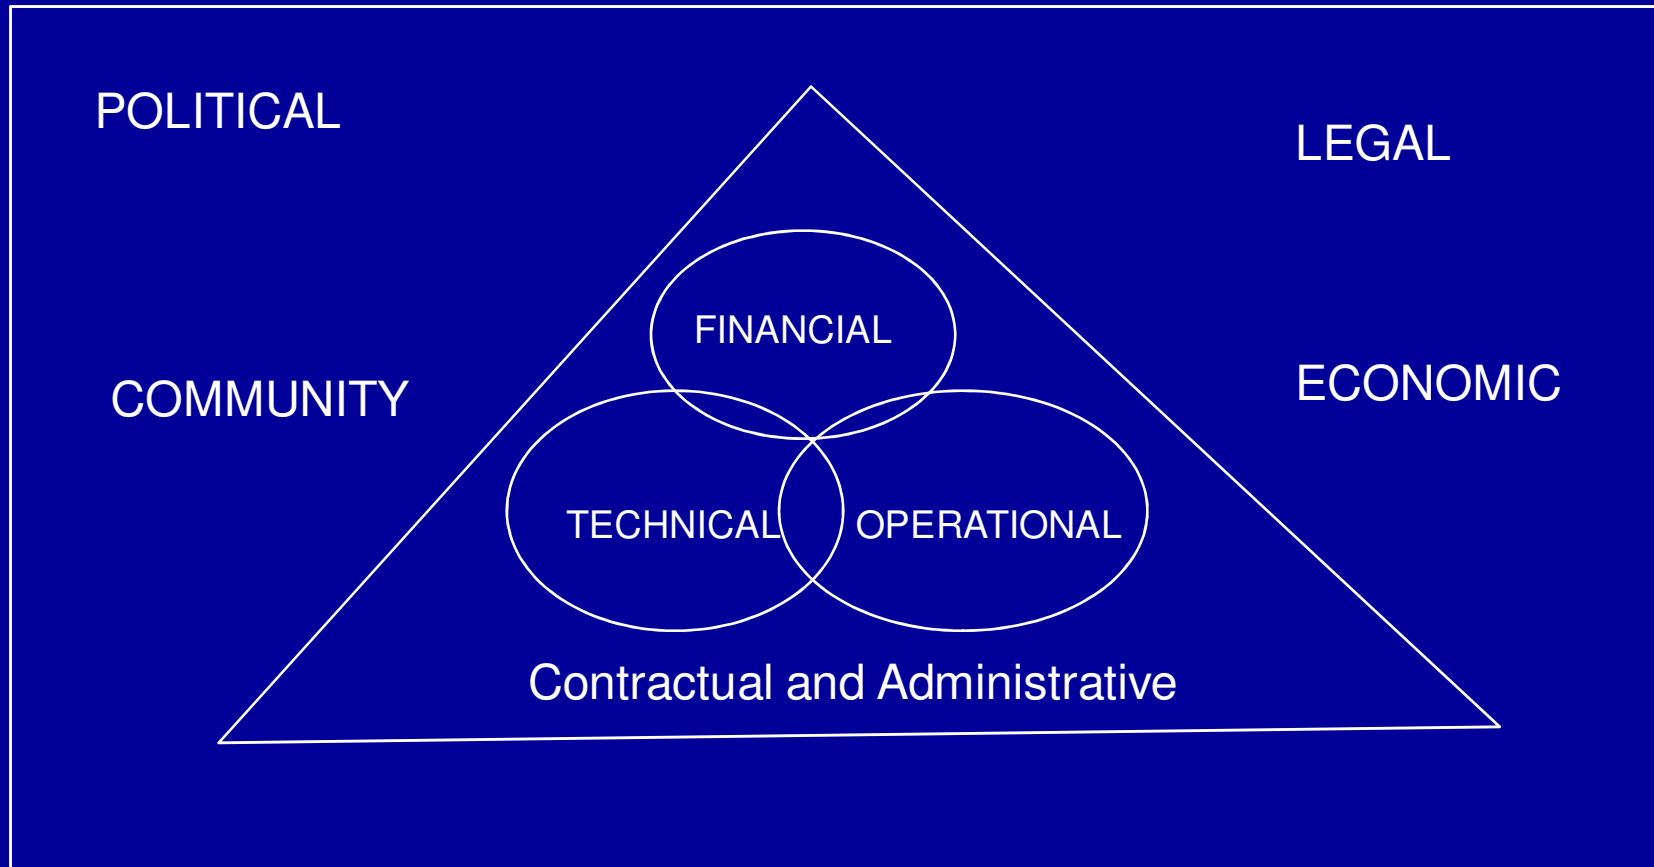 POLITICAL
LEGAL
FINANCIAL
COMMUNITY
ECONOMIC
TECHNICAL
OPERATIONAL
Contractual and Administrative